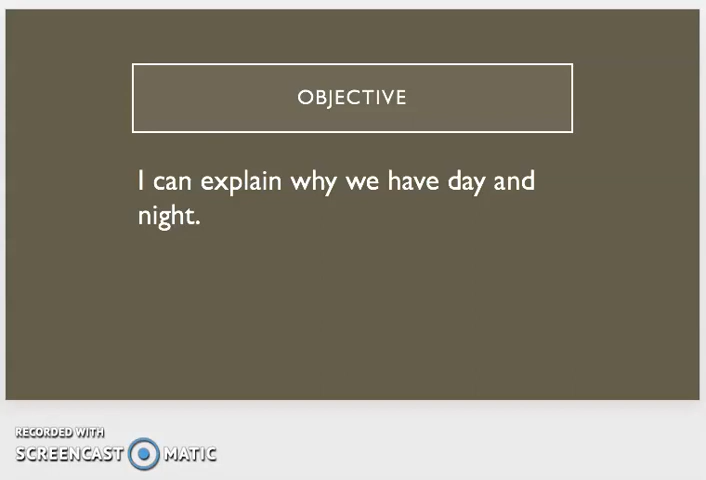 OBJECTIVE
I can explain why we have day and
night.
RECORDED WITH
SCREENCAST MATIC